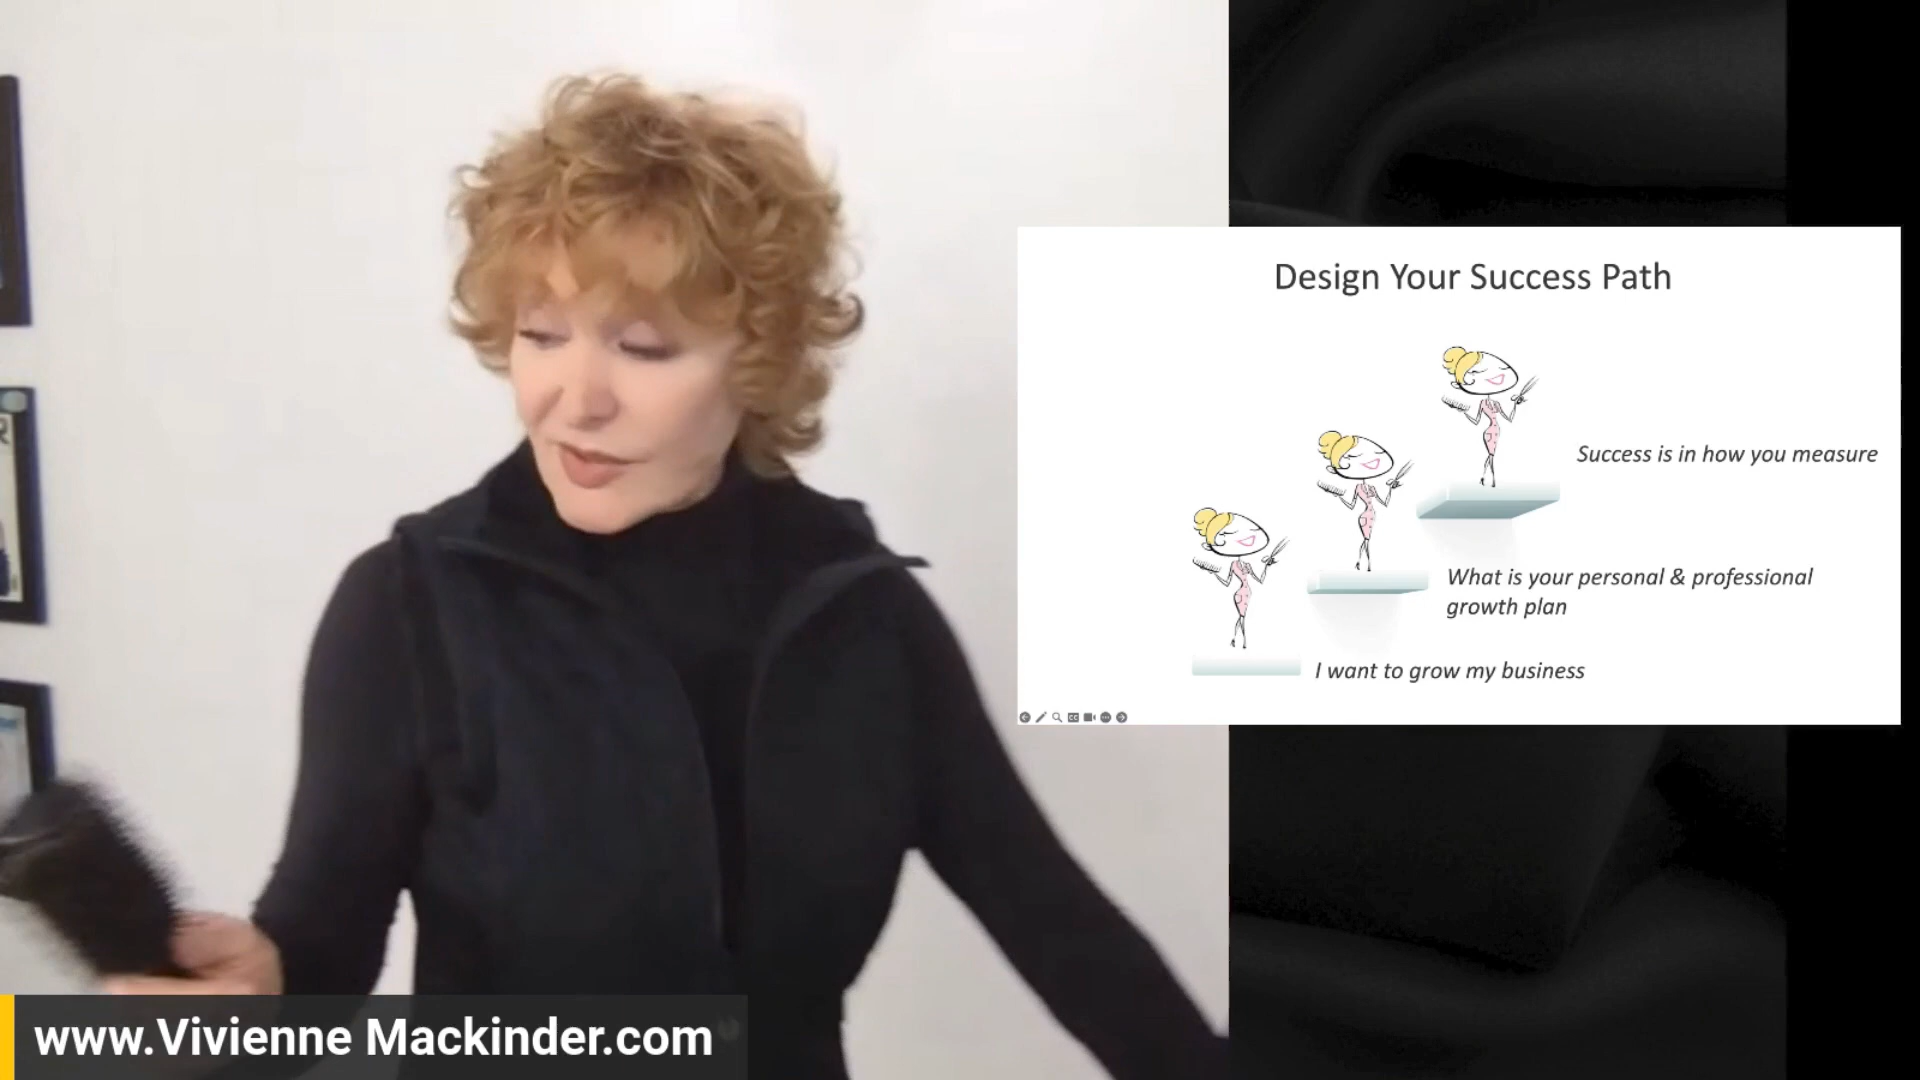 Design Your Success Path
Success is in how you measure
What is your personal & professional
growth plan
I want to grow my business
www.Vivienne Mackinder.com